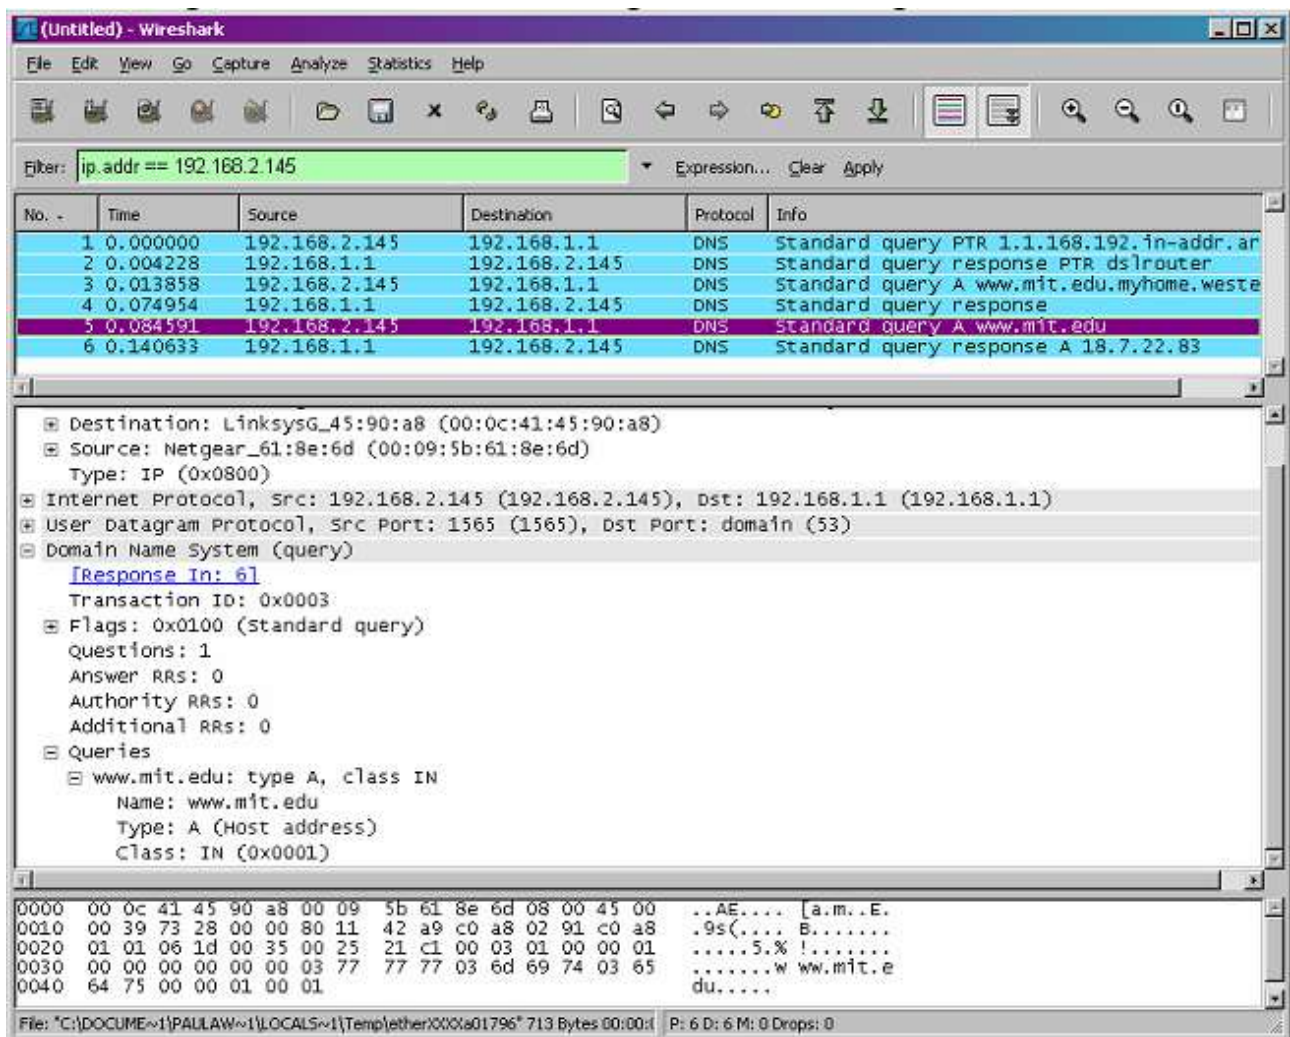 (Untitled) - Wireshark
File Edit View Go Capture Analyze Statistics Help
Filter: ip.addr == 192.168.2.145 Expression... Clear Apply
No. - Time Source Destination Protocol Info
1 0.000000 192.168.2.145 192.168.1.1 DNS Standard query PTR 1.1.168.192.in-addr.ar
2 0.004228 192.168.1.1 192.168.2.145 DNS Standard query response PTR dslrouter
3 0.013858 192.168.2.145 192.168.1.1 DNS Standard query A www.mit.edu.myhome.weste
4 0.074954 192.168.1.1 192.168.2.145 DNS Standard query response
5 0.084591 192.168.2.145 192.168.1.1 DNS Standard query A www.mit.edu
6 0.140633 192.168.1.1 192.168.2.145 DNS Standard query response A 18.7.22.83
Destination: LinksysG_45:90:a8 (00:0c:41:45:90:a8)
Source: Netgear_61:8e:6d (00:09:5b:61:8e:6d)
Type: IP (0x0800)
Internet Protocol, Src: 192.168.2.145 (192.168.2.145), Dst: 192.168.1.1 (192.168.1.1)
User Datagram Protocol, Src Port: 1565 (1565), Dst Port: domain (53)
Domain Name System (query)
[Response In: 6]
Transaction ID: 0x0003
Flags: 0x0100 (Standard query)
Questions: 1
Answer RRs: 0
Authority RRs: 0
Additional RRs: 0
Queries
www.mit.edu: type A, class IN
Name: www.mit.edu
Type: A (Host address)
Class: IN (0x0001)
0000 00 0c 41 45 90 a8 00 09 5b 61 8e 6d 08 00 45 00 ..AE.... [a.m..E.
0010 00 39 73 28 00 00 80 11 42 a9 c0 a8 02 91 c0 a8 .9s(.... B.......
0020 01 01 06 1d 00 35 00 25 21 c1 00 03 01 00 00 01 .....5.% !.......
0030 00 00 00 00 00 00 03 77 77 77 03 6d 69 74 03 65 .......w ww.mit.e
0040 64 75 00 00 01 00 01 du.....
File: "C:\DOCUME~1\PAULAW~1\LOCALS~1\Temp\etherXXXXa01796" 713 Bytes 00:00:( P: 6 D: 6 M: 0 Drops: 0